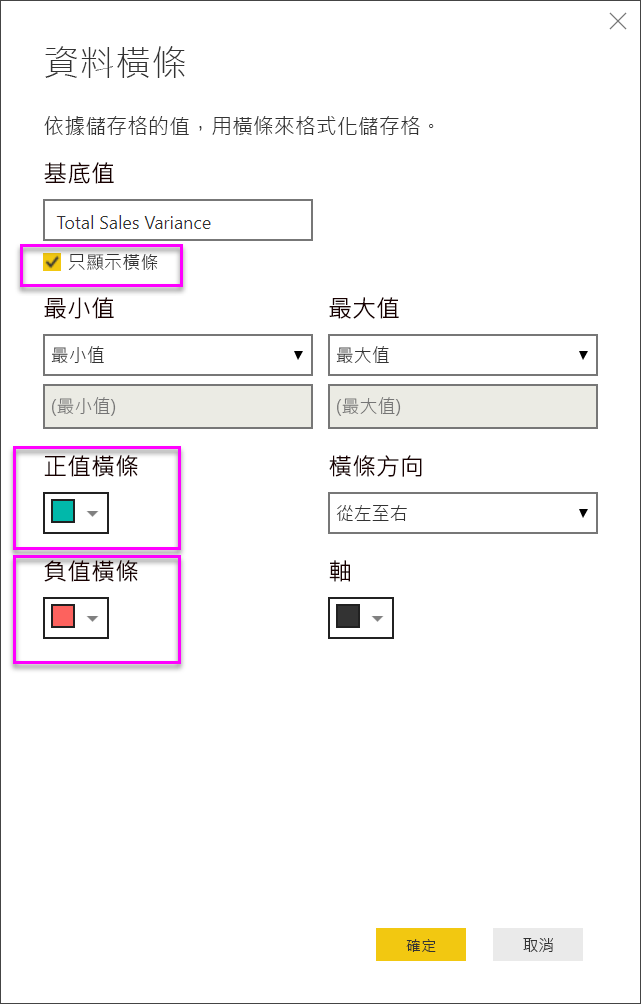 資料橫條
依據儲存格的值，用橫條來格式化儲存格。
基底值
Total Sales Variance
只顯示橫條
最小值
最大值
最小值
最大值
(最小值)
(最大值)
正值橫條
橫條方向
從左至右
負值橫條
軸
確定
取消